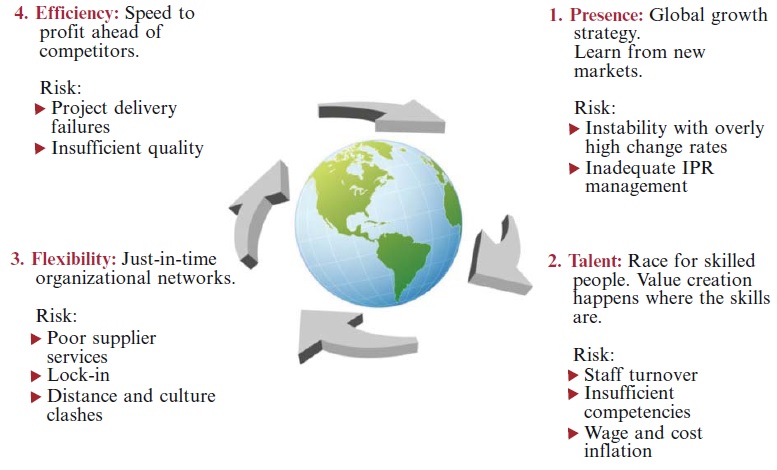 4. Efficiency: Speed to
profit ahead of
competitors.
Risk:
▶ Project delivery
failures
▶ Insufficient quality
1. Presence: Global growth
strategy.
Learn from new
markets.
Risk:
▶ Instability with overly
high change rates
▶ Inadequate IPR
management
3. Flexibility: Just-in-time
organizational networks.
Risk:
▶ Poor supplier
services
▶ Lock-in
▶ Distance and culture
clashes
2. Talent: Race for skilled
people. Value creation
happens where the skills
are.
Risk:
▶ Staff turnover
▶ Insufficient
competencies
▶ Wage and cost
inflation